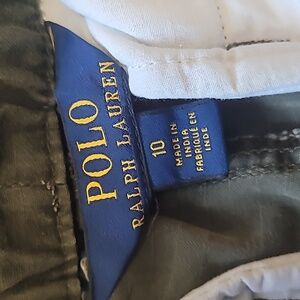 POLO
RALPH LAUREN
10
MADE IN
INDIA
FABRIQUÉ EN
INDE